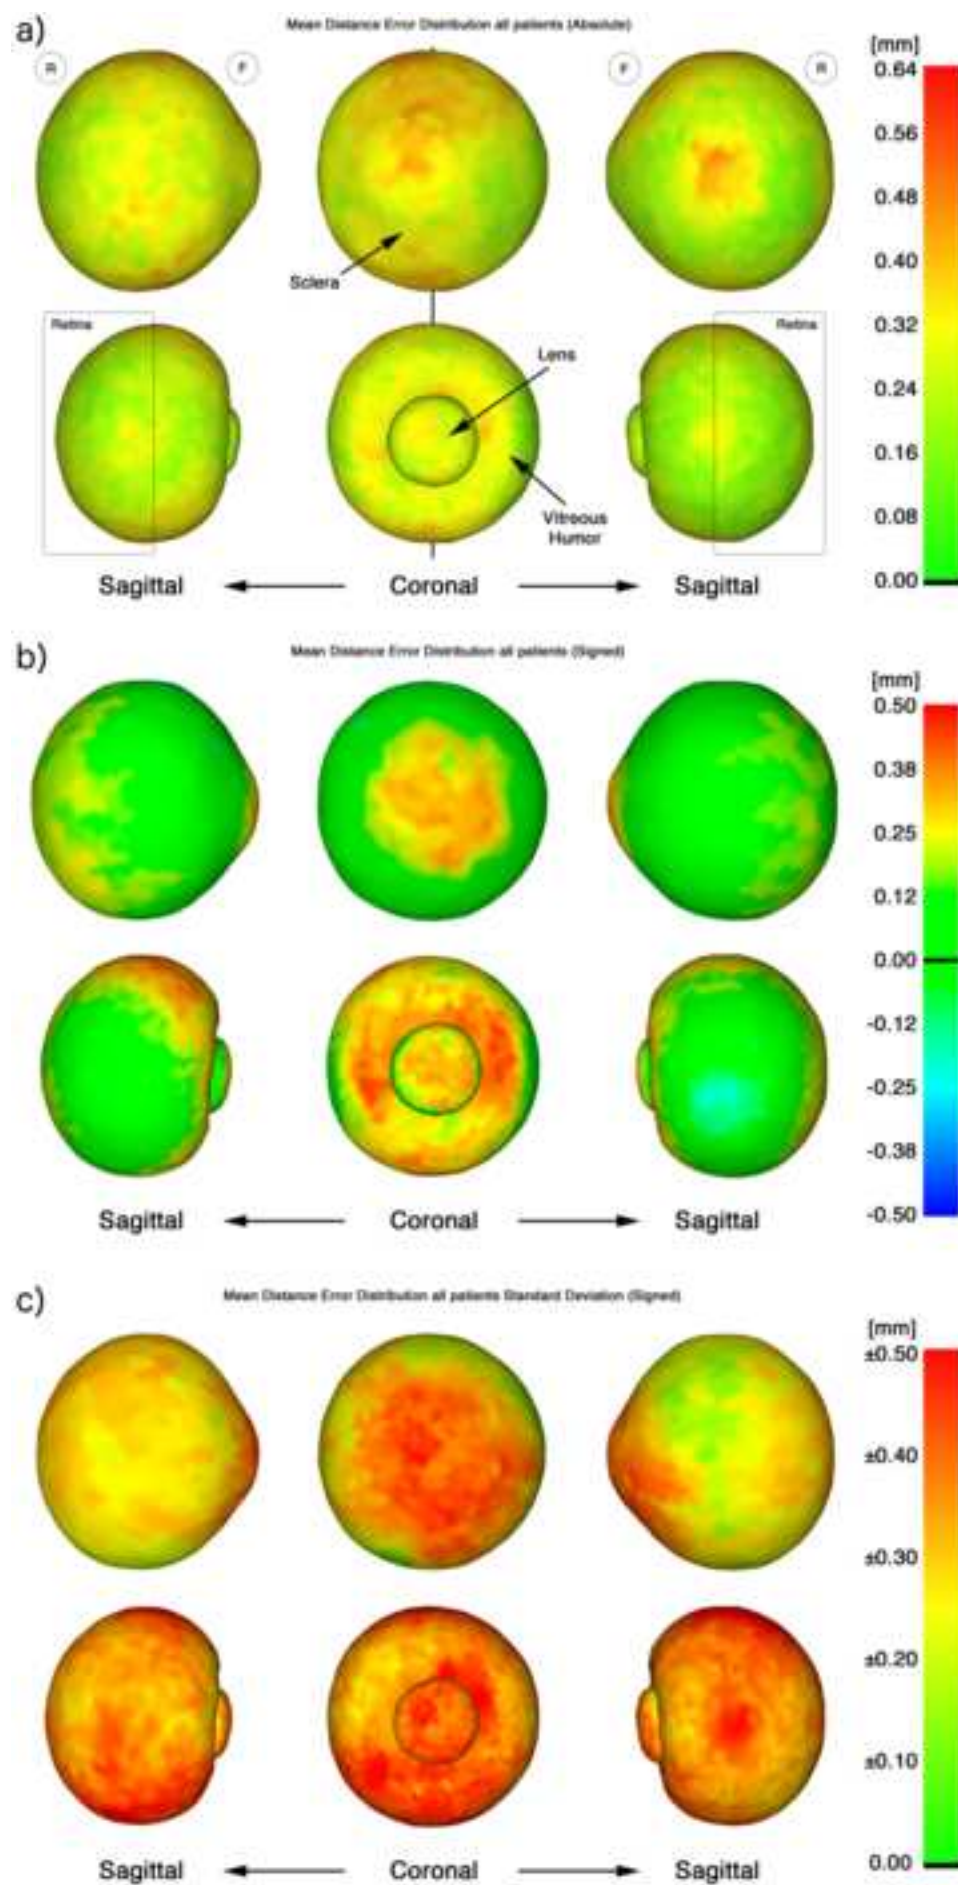 a)
Mean Distance Error Distribution all patients (Absolute)
R
F
F
R
[mm]
0.64
0.56
0.48
0.40
0.32
0.24
0.16
0.08
0.00
Sclera
Retina
Retina
Lens
Vitreous
Humor
Sagittal
Coronal
Sagittal
b)
Mean Distance Error Distribution all patients (Signed)
[mm]
0.50
0.38
0.25
0.12
0.00
-0.12
-0.25
-0.38
-0.50
Sagittal
Coronal
Sagittal
c)
Mean Distance Error Distribution all patients Standard Deviation (Signed)
[mm]
±0.50
±0.40
±0.30
±0.20
±0.10
0.00
Sagittal
Coronal
Sagittal